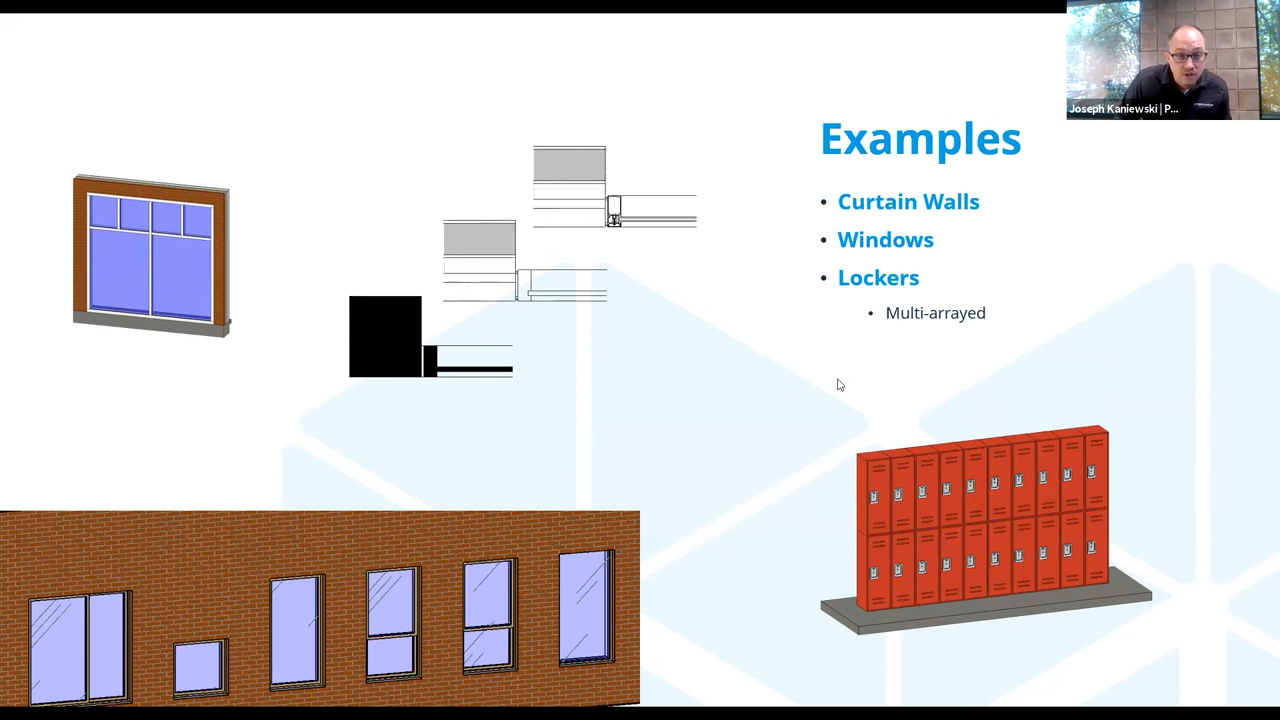 Joseph Kaniewski | P...
Examples
• Curtain Walls
• Windows
• Lockers
• Multi-arrayed